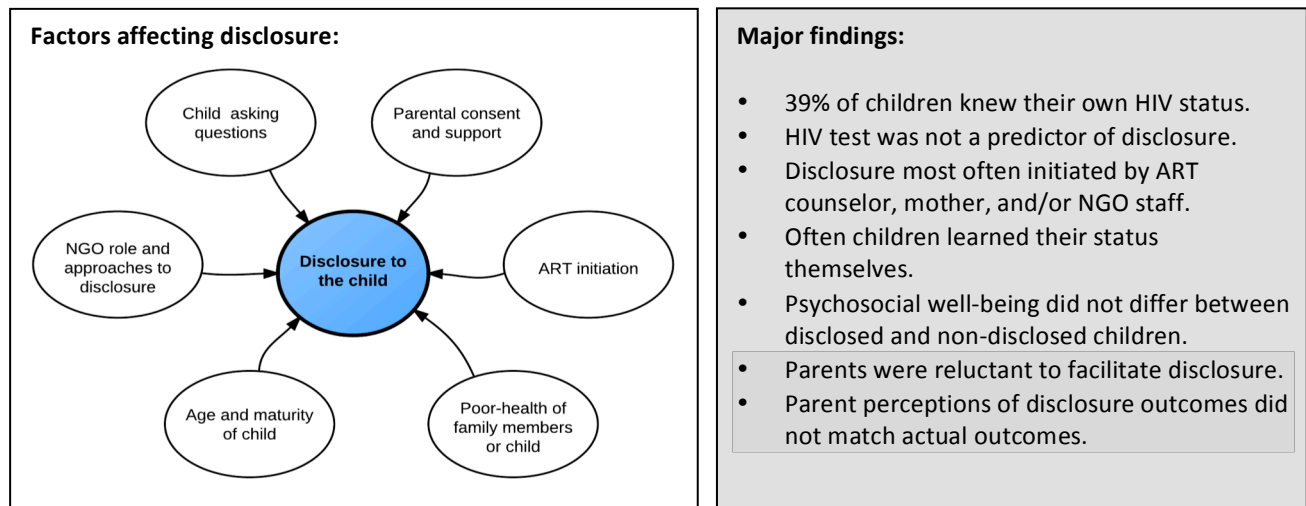 Factors affecting disclosure:
Child asking
questions
Parental consent
and support
NGO role and
approaches to
disclosure
Disclosure to
the child
ART initiation
Age and maturity
of child
Poor-health of
family members
or child
Major findings:
• 39% of children knew their own HIV status.
• HIV test was not a predictor of disclosure.
• Disclosure most often initiated by ART
counselor, mother, and/or NGO staff.
• Often children learned their status
themselves.
• Psychosocial well-being did not differ between
disclosed and non-disclosed children.
• Parents were reluctant to facilitate disclosure.
• Parent perceptions of disclosure outcomes did
not match actual outcomes.